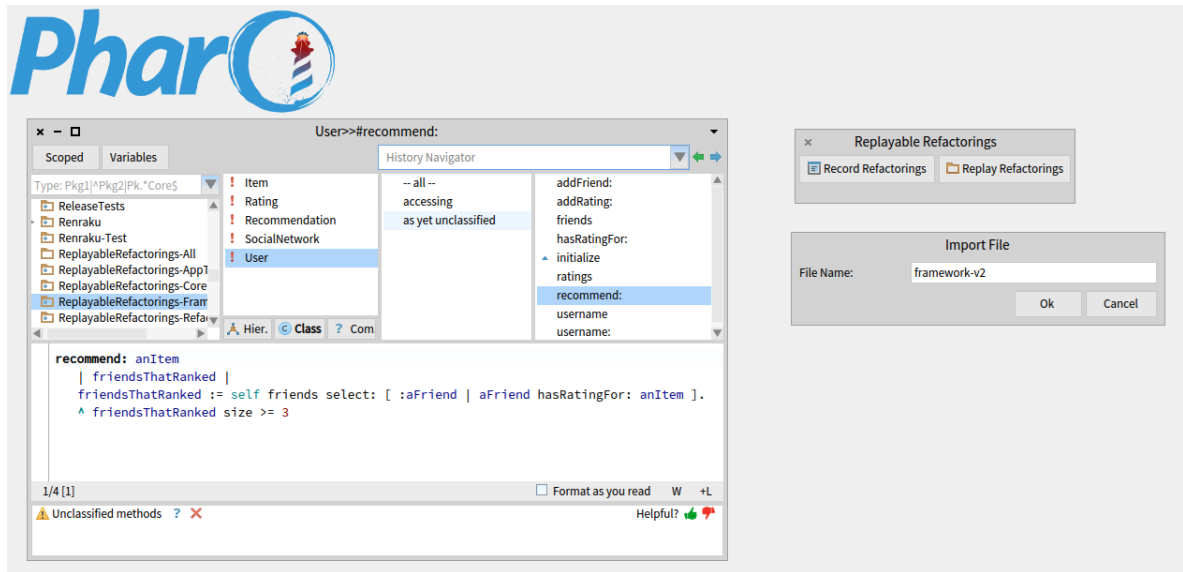 Pharo
User>>#recommend:
Scoped
Variables
History Navigator
Type: Pkg1|^Pkg2|Pk.*Core$
ReleaseTests
Renraku
Renraku-Test
ReplayableRefactorings-All
ReplayableRefactorings-AppT
ReplayableRefactorings-Core
ReplayableRefactorings-Fram
ReplayableRefactorings-Refac
Item
Rating
Recommendation
SocialNetwork
User
Hier.
Class
? Com
-- all --
accessing
as yet unclassified
addFriend:
addRating:
friends
hasRatingFor:
initialize
ratings
recommend:
username
username:
recommend: anItem
| friendsThatRanked |
friendsThatRanked := self friends select: [ :aFriend | aFriend hasRatingFor: anItem ].
^ friendsThatRanked size >= 3
1/4 [1]
Format as you read
W
+L
Unclassified methods ?
Helpful?
Replayable Refactorings
Record Refactorings
Replay Refactorings
Import File
File Name:
framework-v2
Ok
Cancel